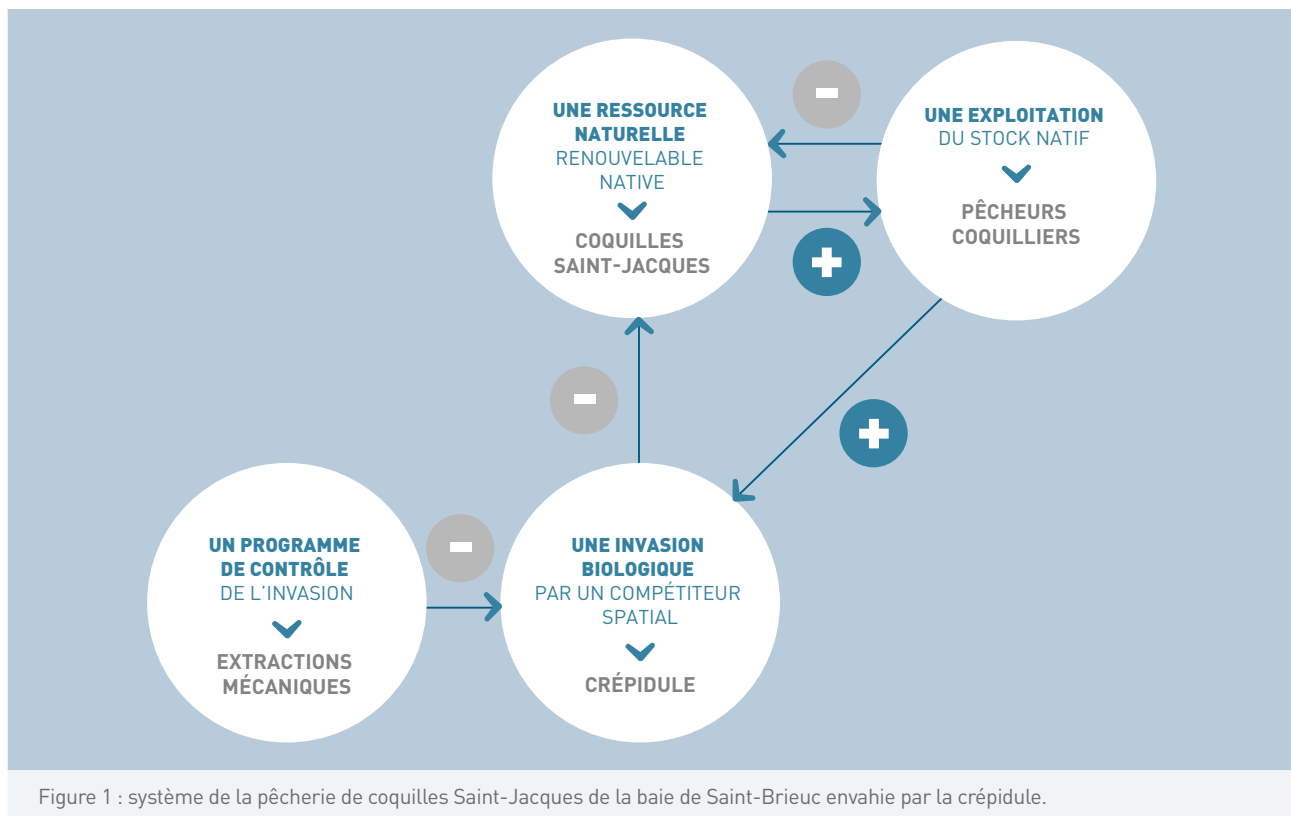 UNE RESSOURCE
NATURELLE
RENOUVELABLE
NATIVE
COQUILLES
SAINT-JACQUES
-
UNE EXPLOITATION
DU STOCK NATIF
PÊCHEURS
COQUILLIERS
+
-
+
UN PROGRAMME
DE CONTRÔLE
DE L'INVASION
EXTRACTIONS
MÉCANIQUES
-
UNE INVASION
BIOLOGIQUE
PAR UN COMPÉTITEUR
SPATIAL
CRÉPIDULE
Figure 1 : système de la pêcherie de coquilles Saint-Jacques de la baie de Saint-Brieuc envahie par la crépidule.